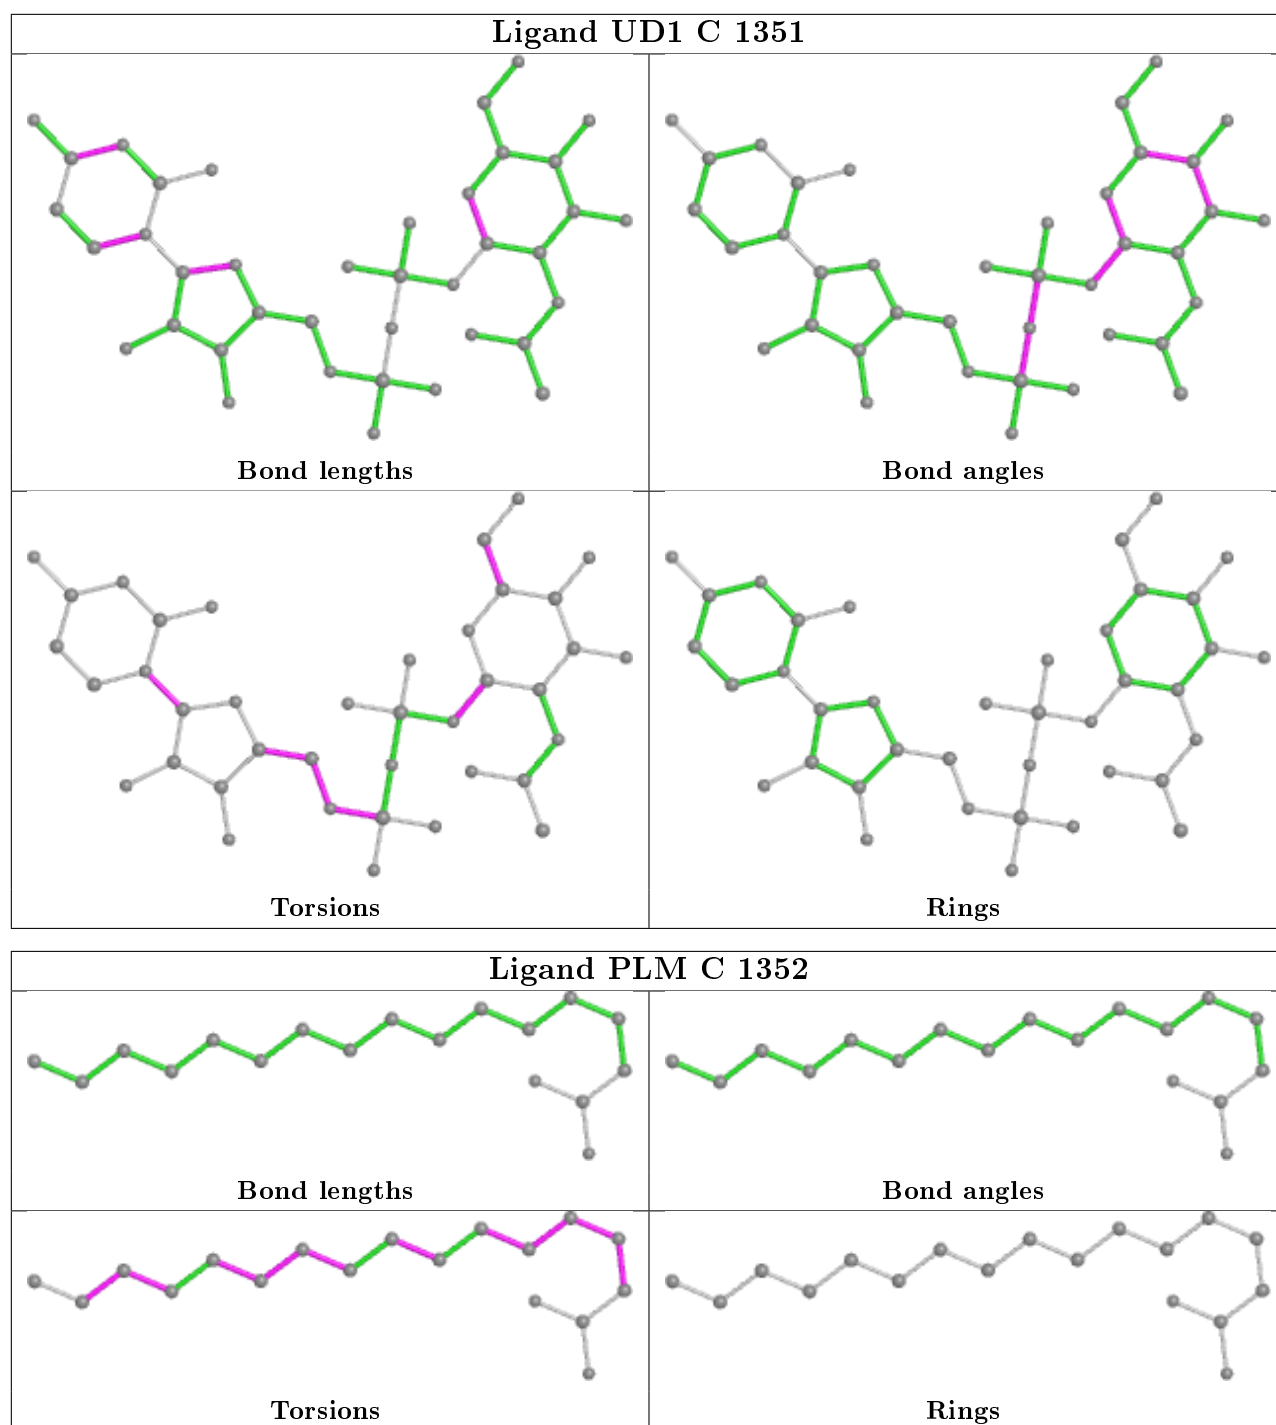 Ligand UD1 C 1351
Bond lengths
Bond angles
Torsions
Rings
Ligand PLM C 1352
Bond lengths
Bond angles
Torsions
Rings